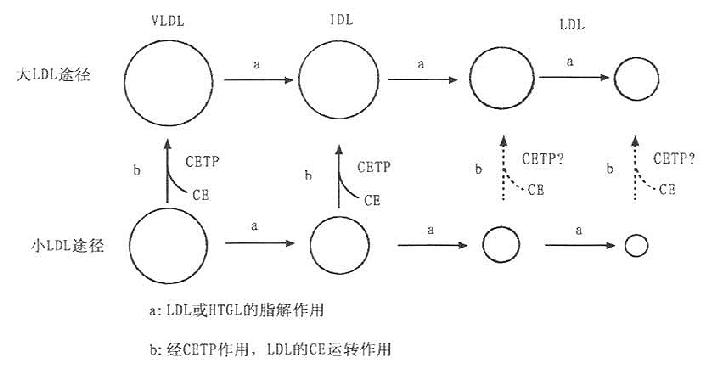 VLDL IDL LDL
大LDL途径 a a a
b CETP CE b CETP CE b CETP? CE b CETP? CE
小LDL途径 a a a
a: LDL或HTGL的脂解作用
b: 经CETP作用, LDL的CE运转作用